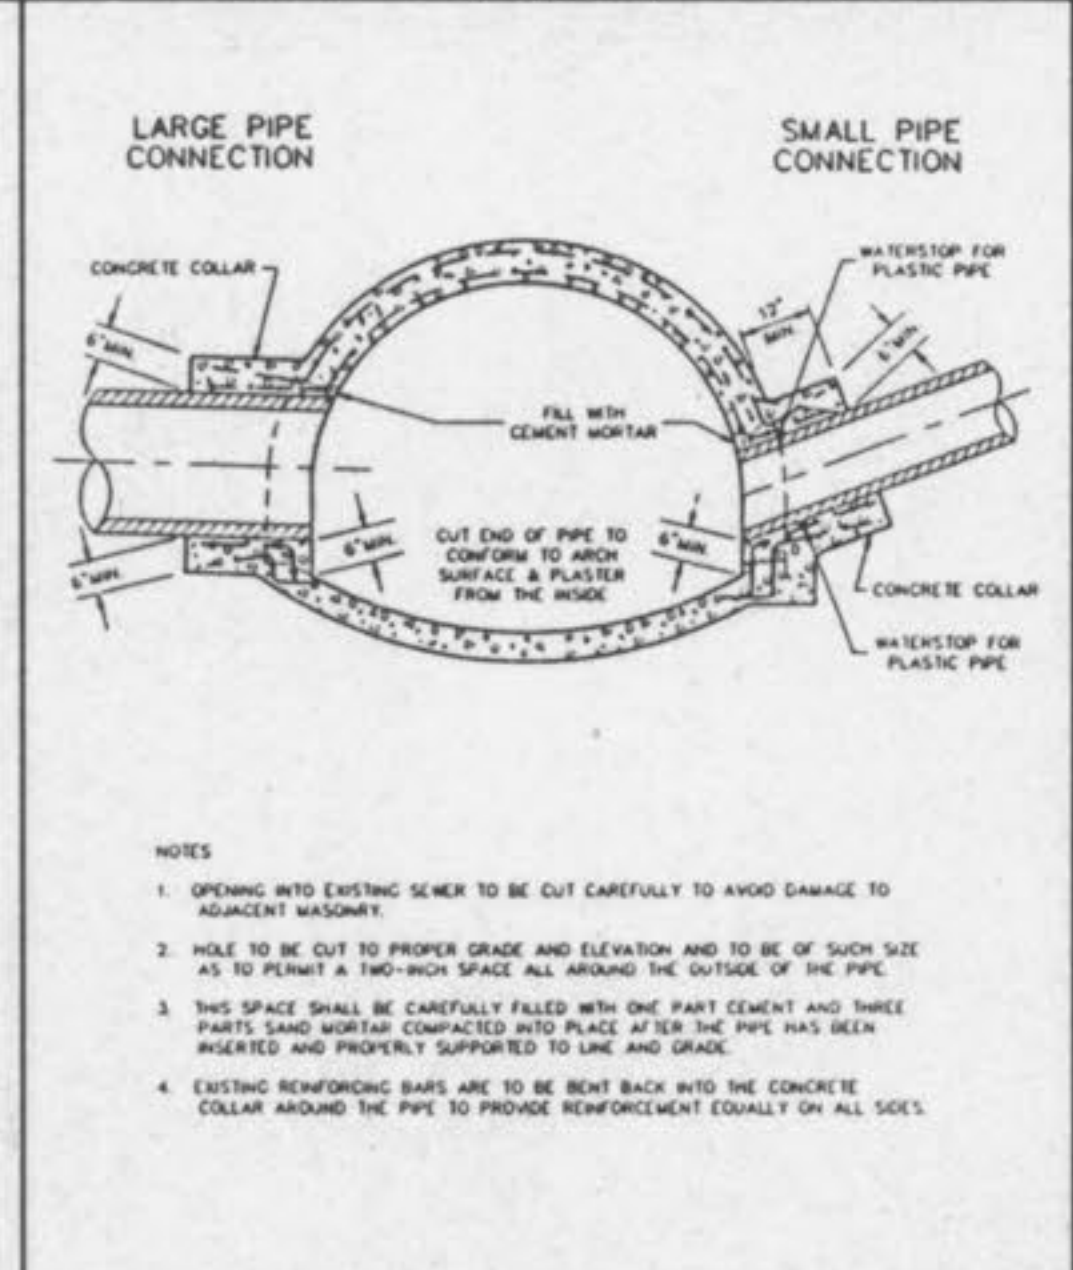 LARGE PIPE
CONNECTION
SMALL PIPE
CONNECTION
CONCRETE COLLAR
WATERSTOP FOR
PLASTIC PIPE
12"
MIN.
6" MIN.
6" MIN.
FILL WITH
CEMENT MORTAR
CUT END OF PIPE TO
CONFORM TO ARCH
SURFACE & PLASTER
FROM THE INSIDE
6" MIN.
6" MIN.
6" MIN.
CONCRETE COLLAR
WATERSTOP FOR
PLASTIC PIPE
NOTES
1. OPENING INTO EXISTING SEWER TO BE CUT CAREFULLY TO AVOID DAMAGE TO
ADJACENT MASONRY.
2. HOLE TO BE CUT TO PROPER GRADE AND ELEVATION AND TO BE OF SUCH SIZE
AS TO PERMIT A TWO-INCH SPACE ALL AROUND THE OUTSIDE OF THE PIPE.
3. THIS SPACE SHALL BE CAREFULLY FILLED WITH ONE PART CEMENT AND THREE
PARTS SAND MORTAR COMPACTED INTO PLACE AFTER THE PIPE HAS BEEN
INSERTED AND PROPERLY SUPPORTED TO LINE AND GRADE.
4. EXISTING REINFORCING BARS ARE TO BE BENT BACK INTO THE CONCRETE
COLLAR AROUND THE PIPE TO PROVIDE REINFORCEMENT EQUALLY ON ALL SIDES.